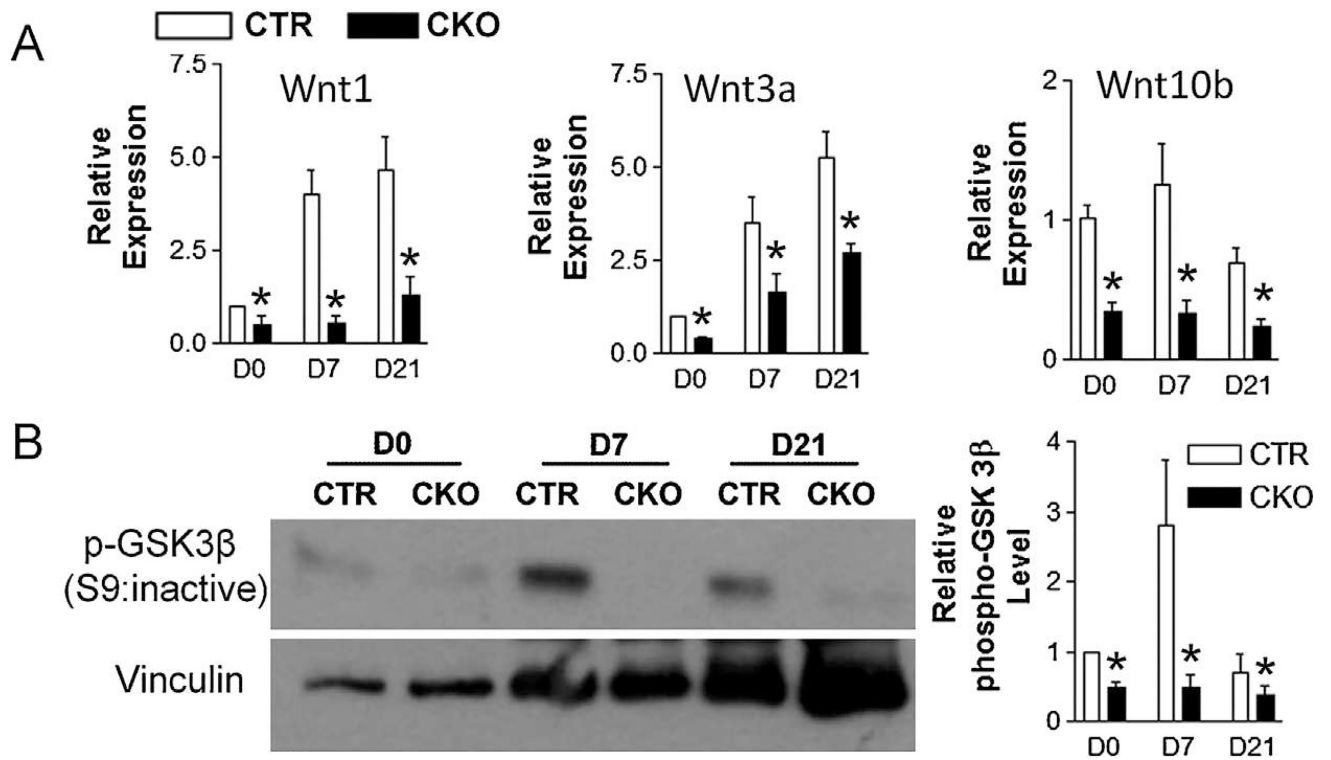 A
CTR CKO
Wnt1
Relative
Expression
7.5
5.0
2.5
0.0
D0 D7 D21
Wnt3a
Relative
Expression
7.5
5.0
2.5
0.0
D0 D7 D21
Wnt10b
Relative
Expression
2
1
0
D0 D7 D21
* * *
* * *
* * *
B
D0 D7 D21
CTR CKO CTR CKO CTR CKO
p-GSK3β
(S9:inactive)
Vinculin
Relative
phospho-GSK 3β
Level
4
3
2
1
0
CTR
CKO
* * *
D0 D7 D21